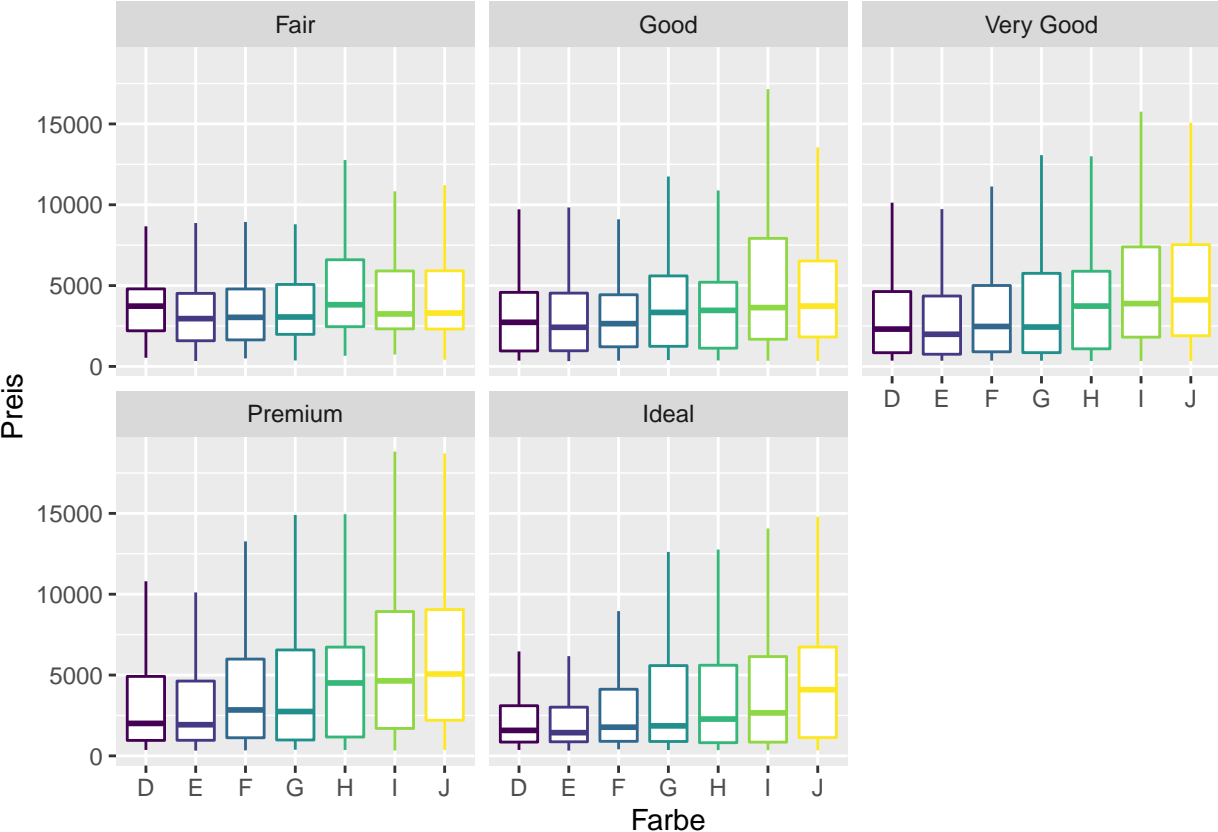 Fair
Good
Very Good
15000
10000
5000
0
D E F G H I J
Preis
Premium
Ideal
15000
10000
5000
0
D E F G H I J
D E F G H I J
Farbe